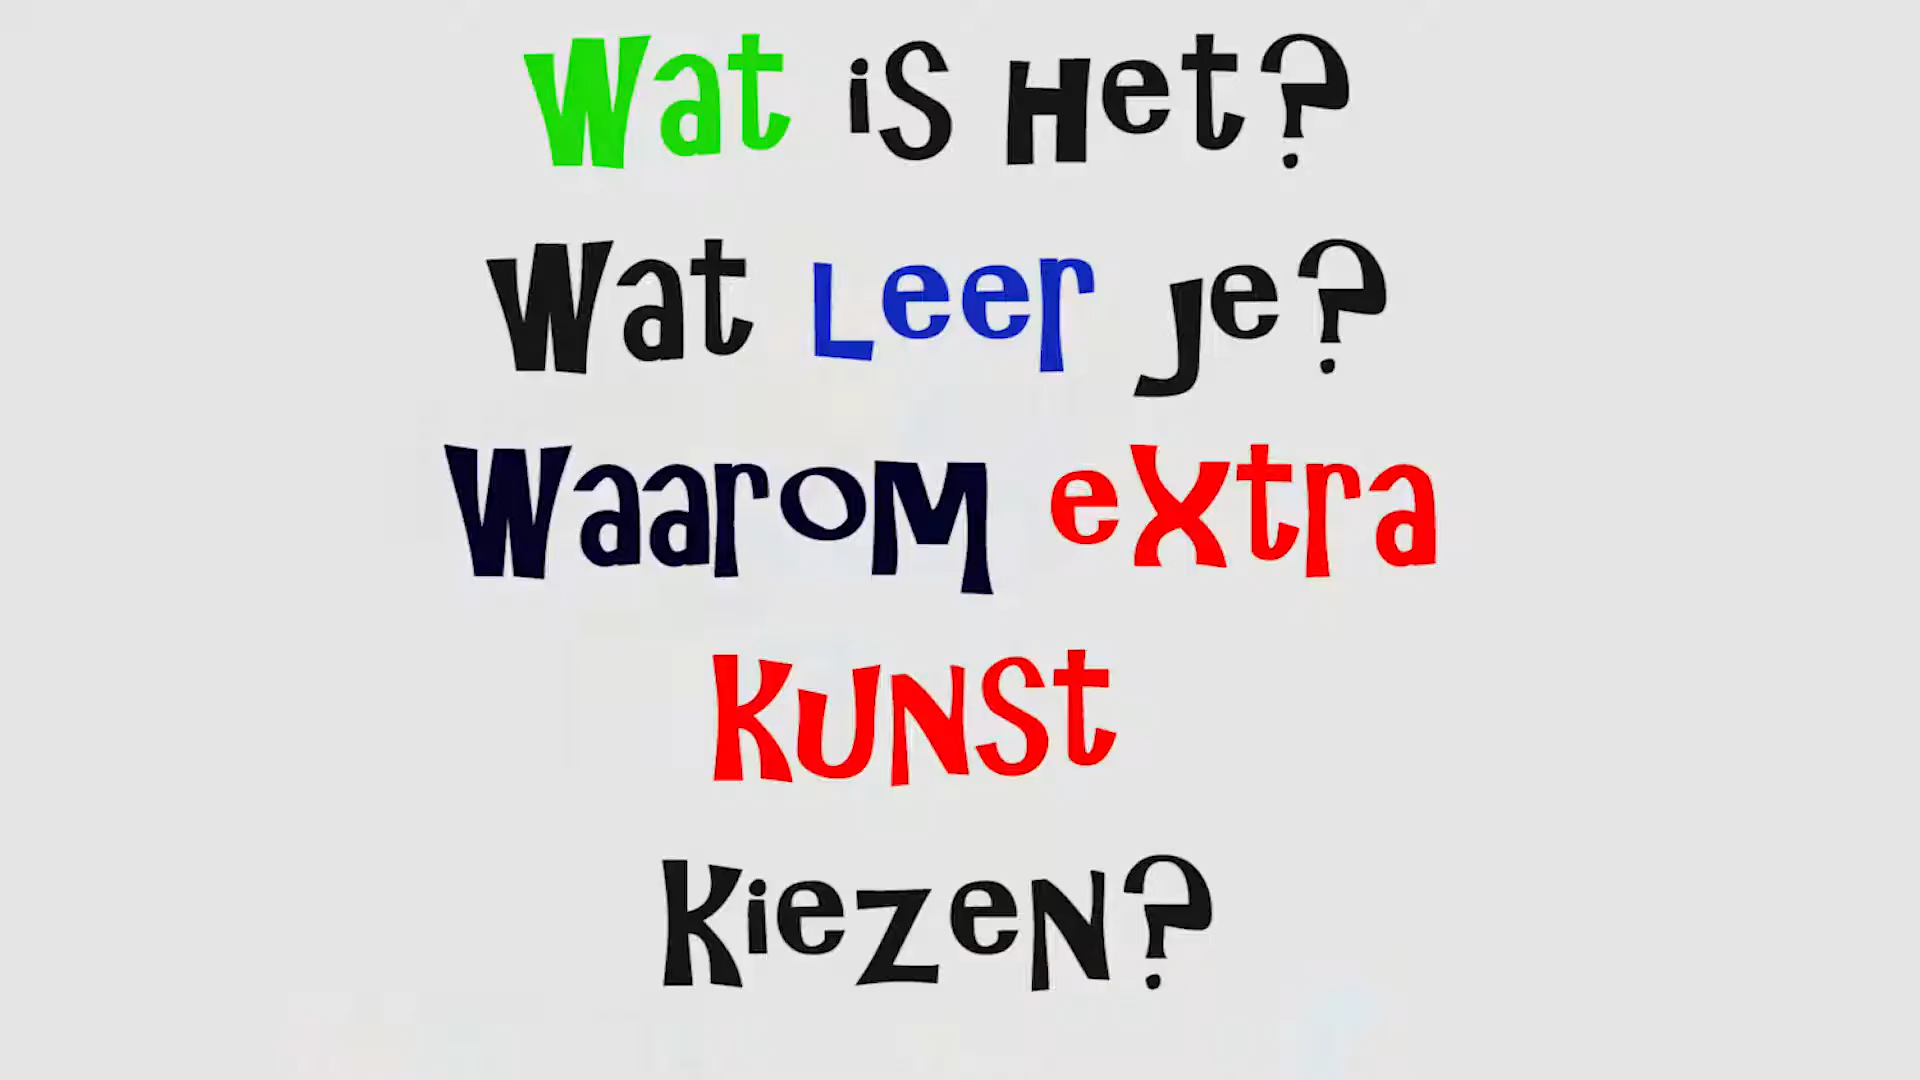 Wat is Het?
Wat Leer je?
Waarom extra
Kunst
Kiezen?